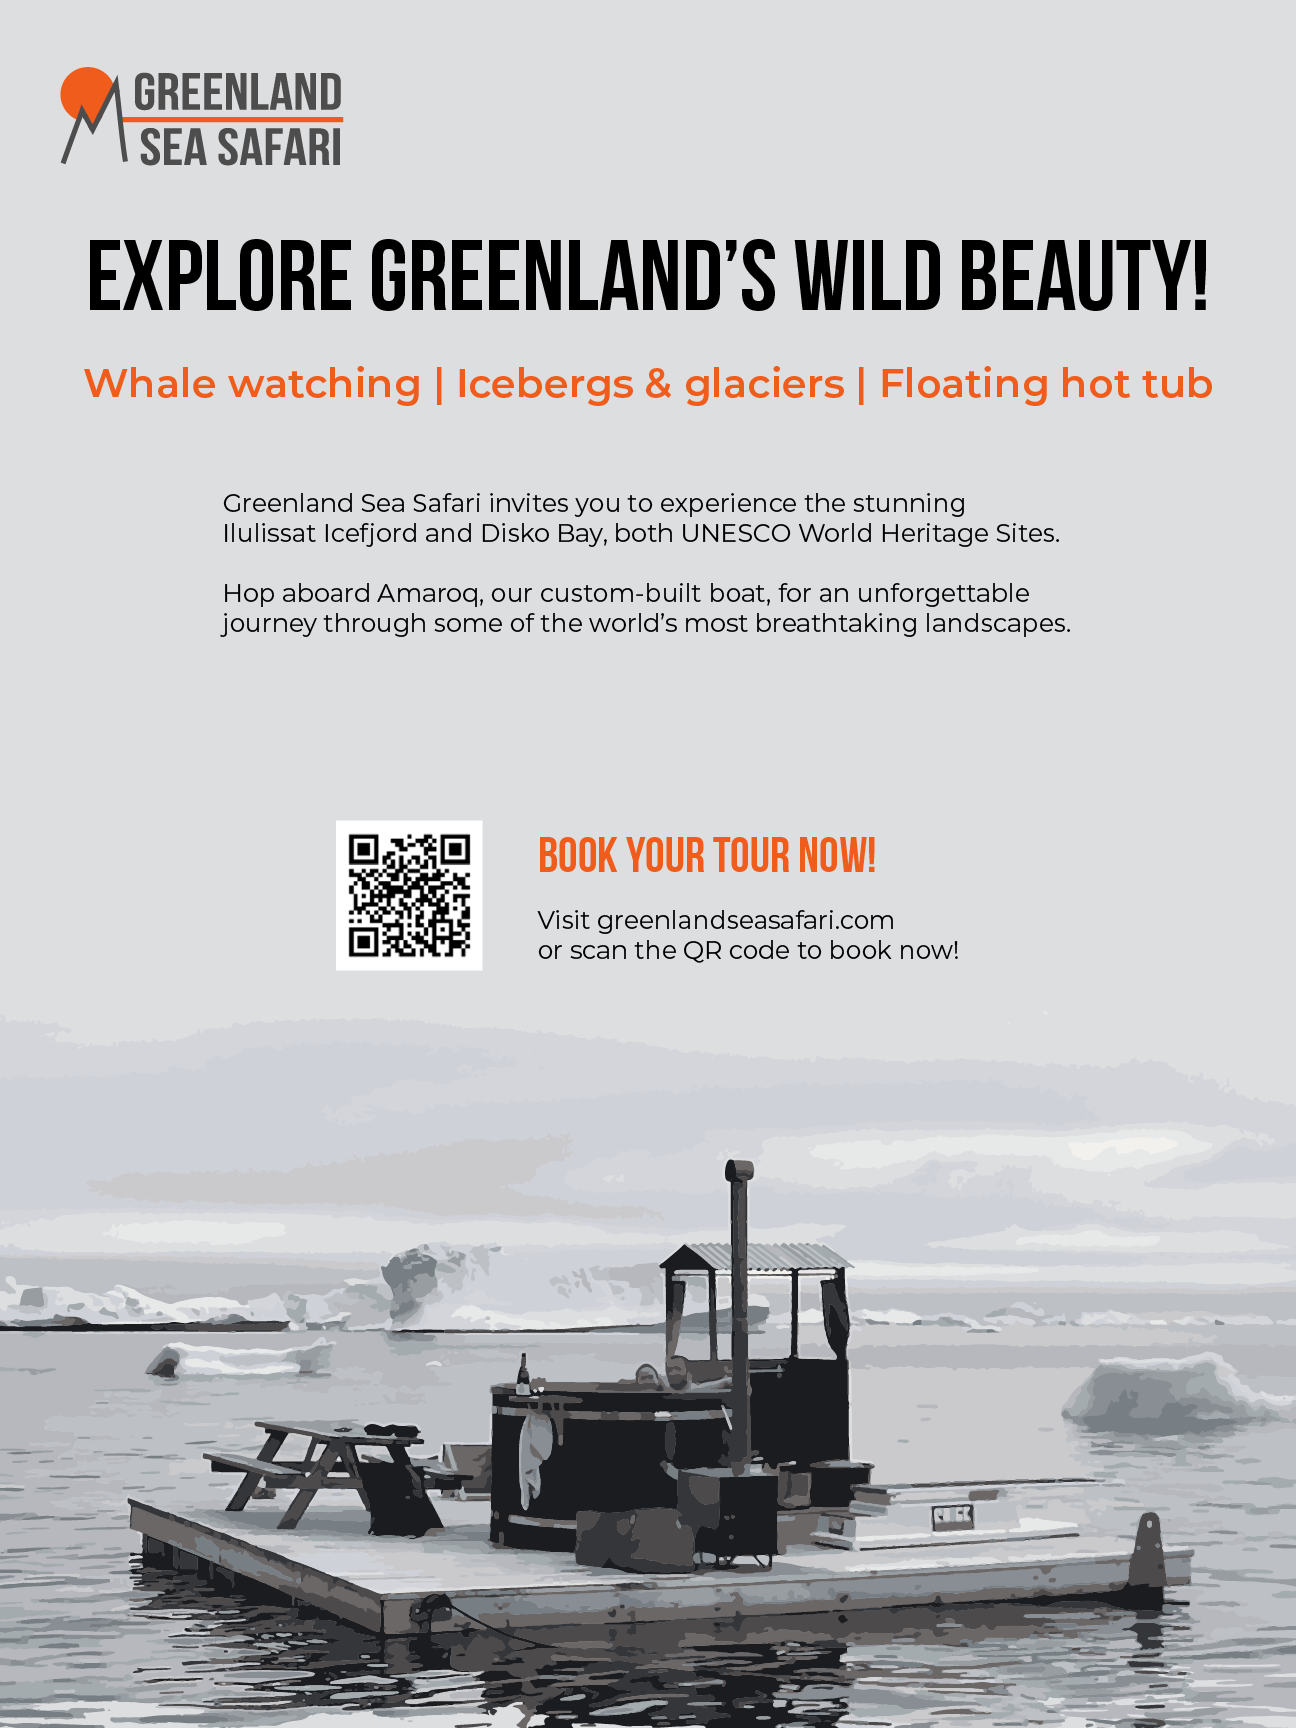 GREENLAND
SEA SAFARI
EXPLORE GREENLAND’S WILD BEAUTY!
Whale watching | Icebergs & glaciers | Floating hot tub
Greenland Sea Safari invites you to experience the stunning
Ilulissat Icefjord and Disko Bay, both UNESCO World Heritage Sites.
Hop aboard Amaroq, our custom-built boat, for an unforgettable
journey through some of the world’s most breathtaking landscapes.
BOOK YOUR TOUR NOW!
Visit greenlandseasafari.com
or scan the QR code to book now!